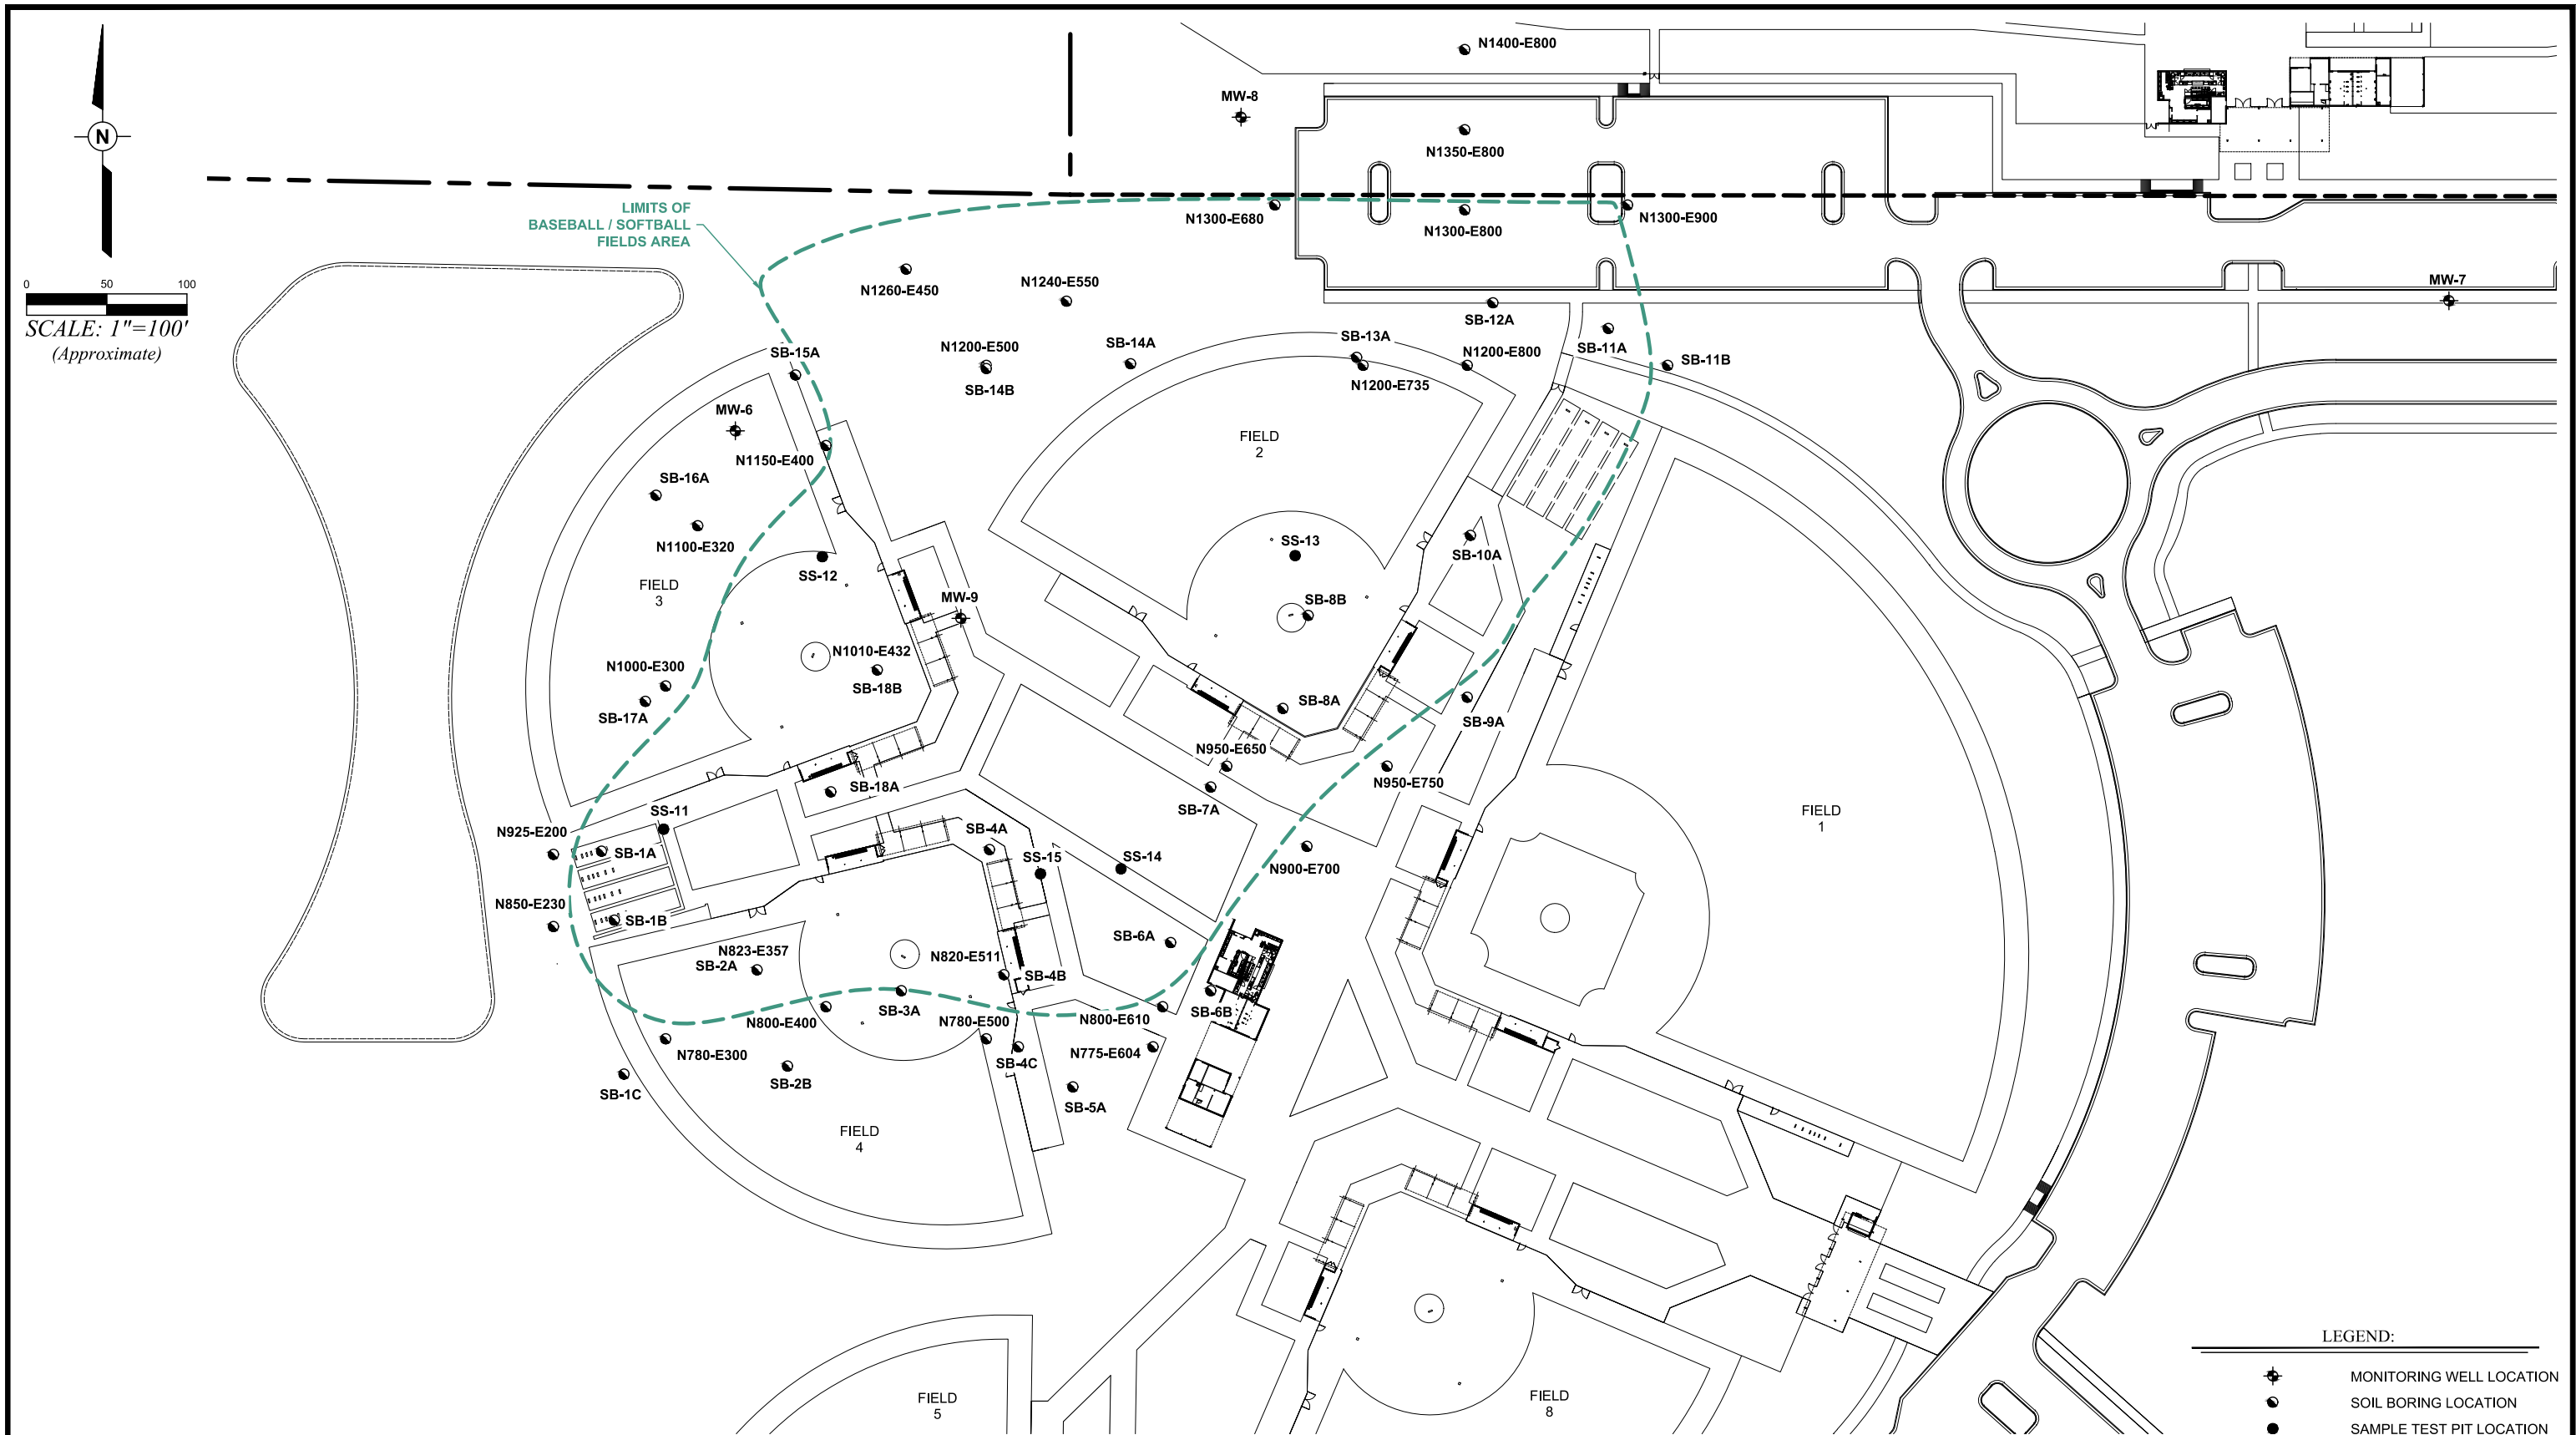 N1400-E800
MW-8
N
N1350-E800
LIMITS OF
BASEBALL / SOFTBALL
FIELDS AREA
N1300-E680
N1300-E800
N1300-E900
0 50 100
SCALE: 1"=100'
(Approximate)
N1260-E450
N1240-E550
MW-7
SB-12A
SB-15A
N1200-E500
SB-14A
SB-13A
N1200-E800
SB-11A
SB-11B
SB-14B
N1200-E735
MW-6
FIELD
2
N1150-E400
SB-16A
N1100-E320
SS-13
SB-10A
SS-12
FIELD
3
MW-9
SB-8B
N1010-E432
N1000-E300
SB-18B
SB-17A
SB-8A
SB-9A
N950-E650
N950-E750
SB-18A
SB-7A
SS-11
FIELD
1
N925-E200
SB-4A
SB-1A
SS-15
SS-14
N900-E700
N850-E230
SB-1B
SB-6A
N823-E357
SB-2A
N820-E511
SB-4B
SB-3A
SB-6B
N800-E400
N780-E500
N800-E610
N780-E300
SB-4C
N775-E604
SB-2B
SB-1C
SB-5A
FIELD
4
LEGEND:
MONITORING WELL LOCATION
SOIL BORING LOCATION
SAMPLE TEST PIT LOCATION
FIELD
5
FIELD
8